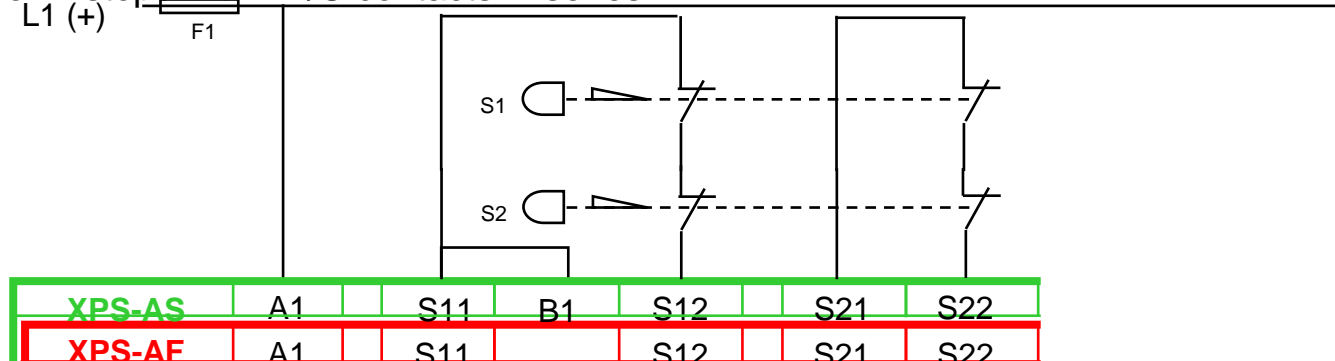 L1 (+)
F1
S1
S2
XPS-AS A1 S11 B1 S12 S21 S22
XPS-AF A1 S11 S12 S21 S22